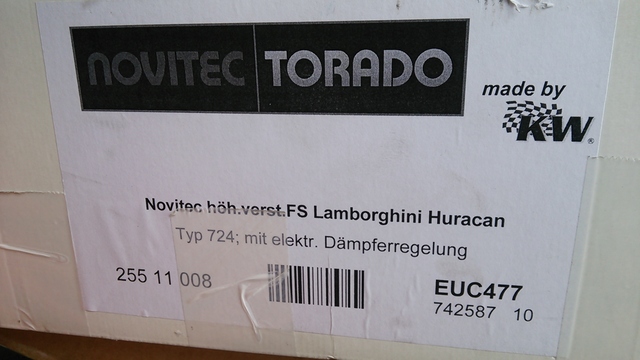 NOVITEC TORADO
made by
KW®
Novitec höh.verst.FS Lamborghini Huracan
Typ 724; mit elektr. Dämpferregelung
255 11 008
EUC477
742587 10